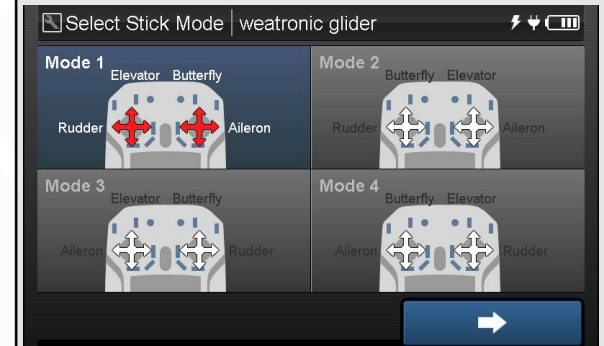 Select Stick Mode | weatronic glider
Mode 1
Elevator Butterfly
Rudder Aileron
Mode 2
Butterfly Elevator
Rudder Aileron
Mode 3
Elevator Butterfly
Aileron Rudder
Mode 4
Butterfly Elevator
Aileron Rudder